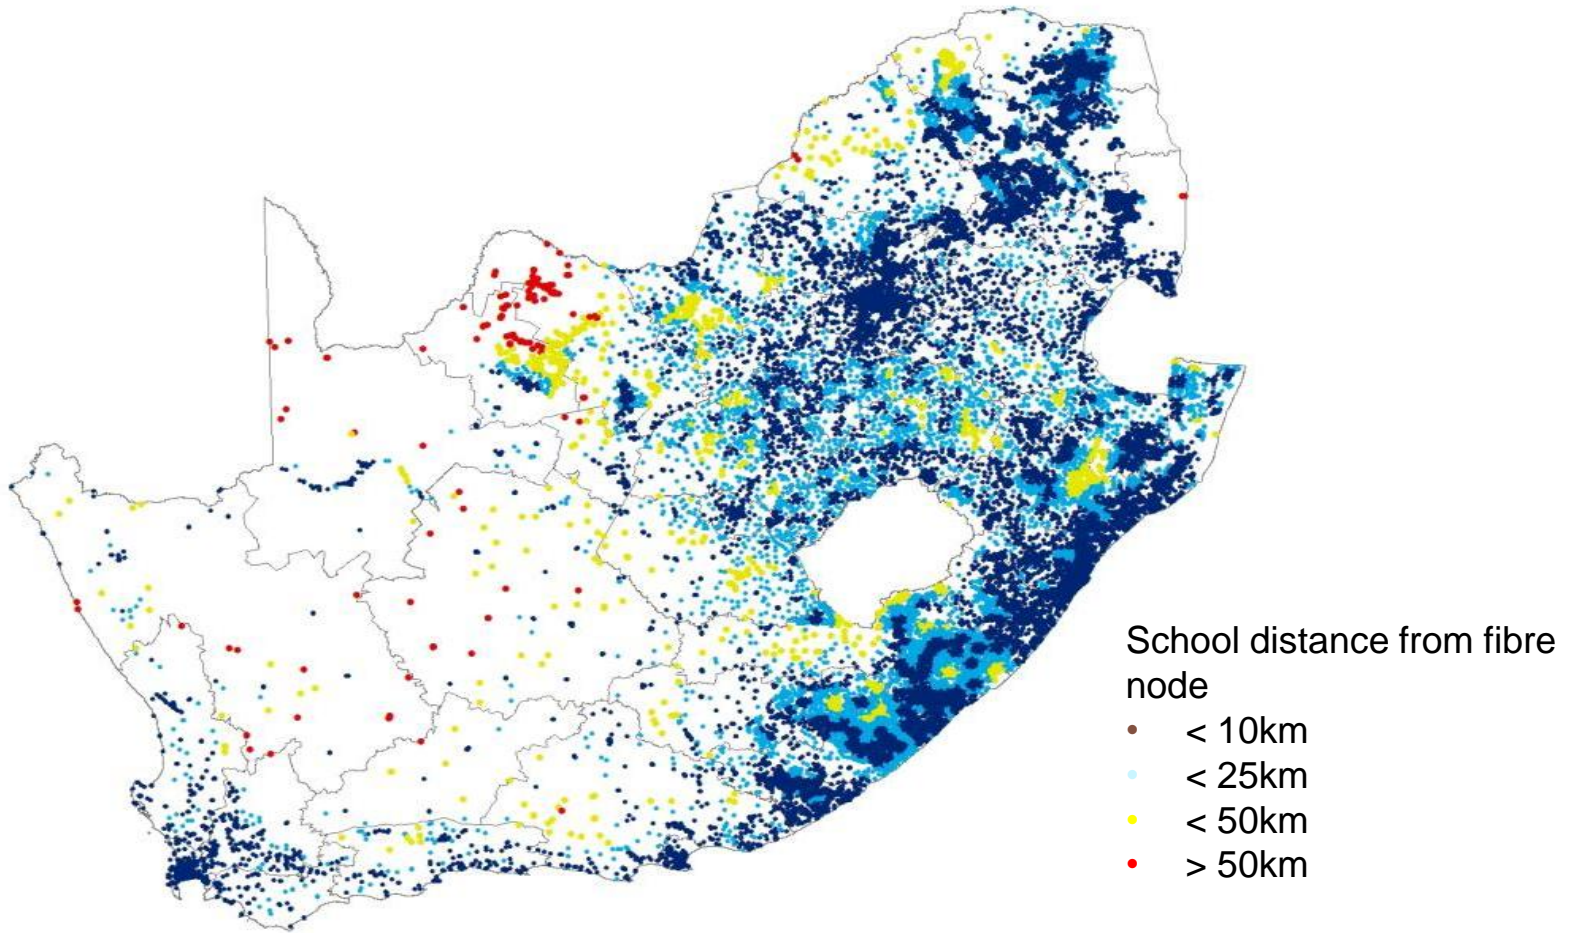 School distance from fibre
node
• < 10km
• < 25km
• < 50km
• > 50km